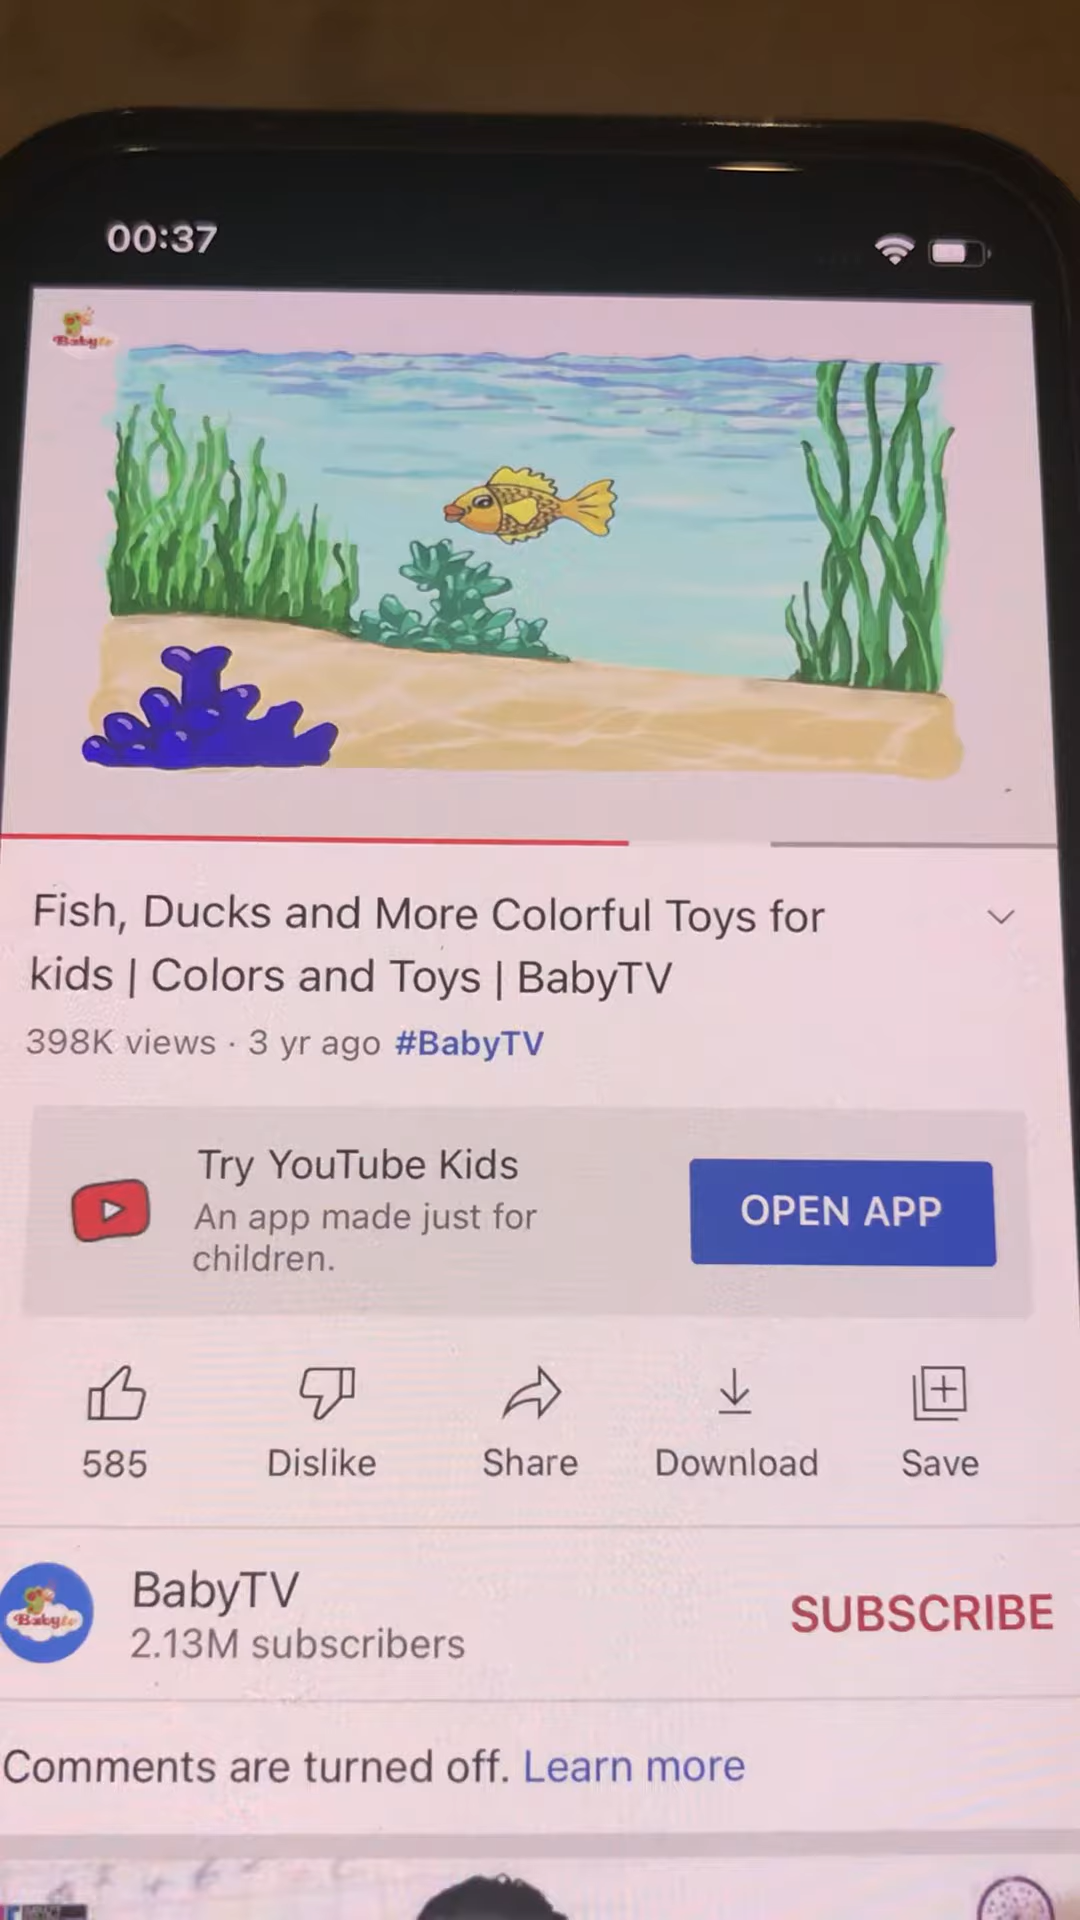 00:37
Babytv
Fish, Ducks and More Colorful Toys for
kids | Colors and Toys | BabyTV
398K views · 3 yr ago #BabyTV
Try YouTube Kids
An app made just for
children.
OPEN APP
585
Dislike
Share
Download
Save
Babytv
BabyTV
2.13M subscribers
SUBSCRIBE
Comments are turned off. Learn more